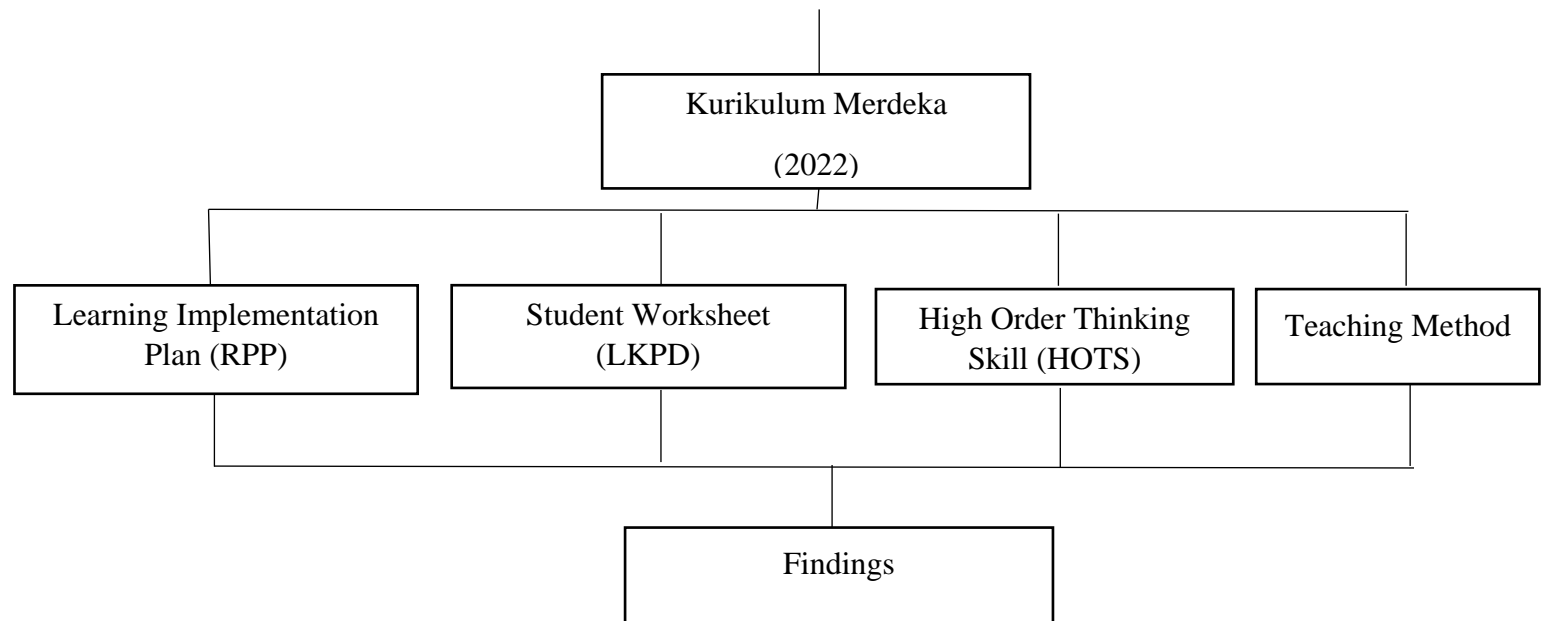 Kurikulum Merdeka
(2022)
Learning Implementation
Plan (RPP)
Student Worksheet
(LKPD)
High Order Thinking
Skill (HOTS)
Teaching Method
Findings